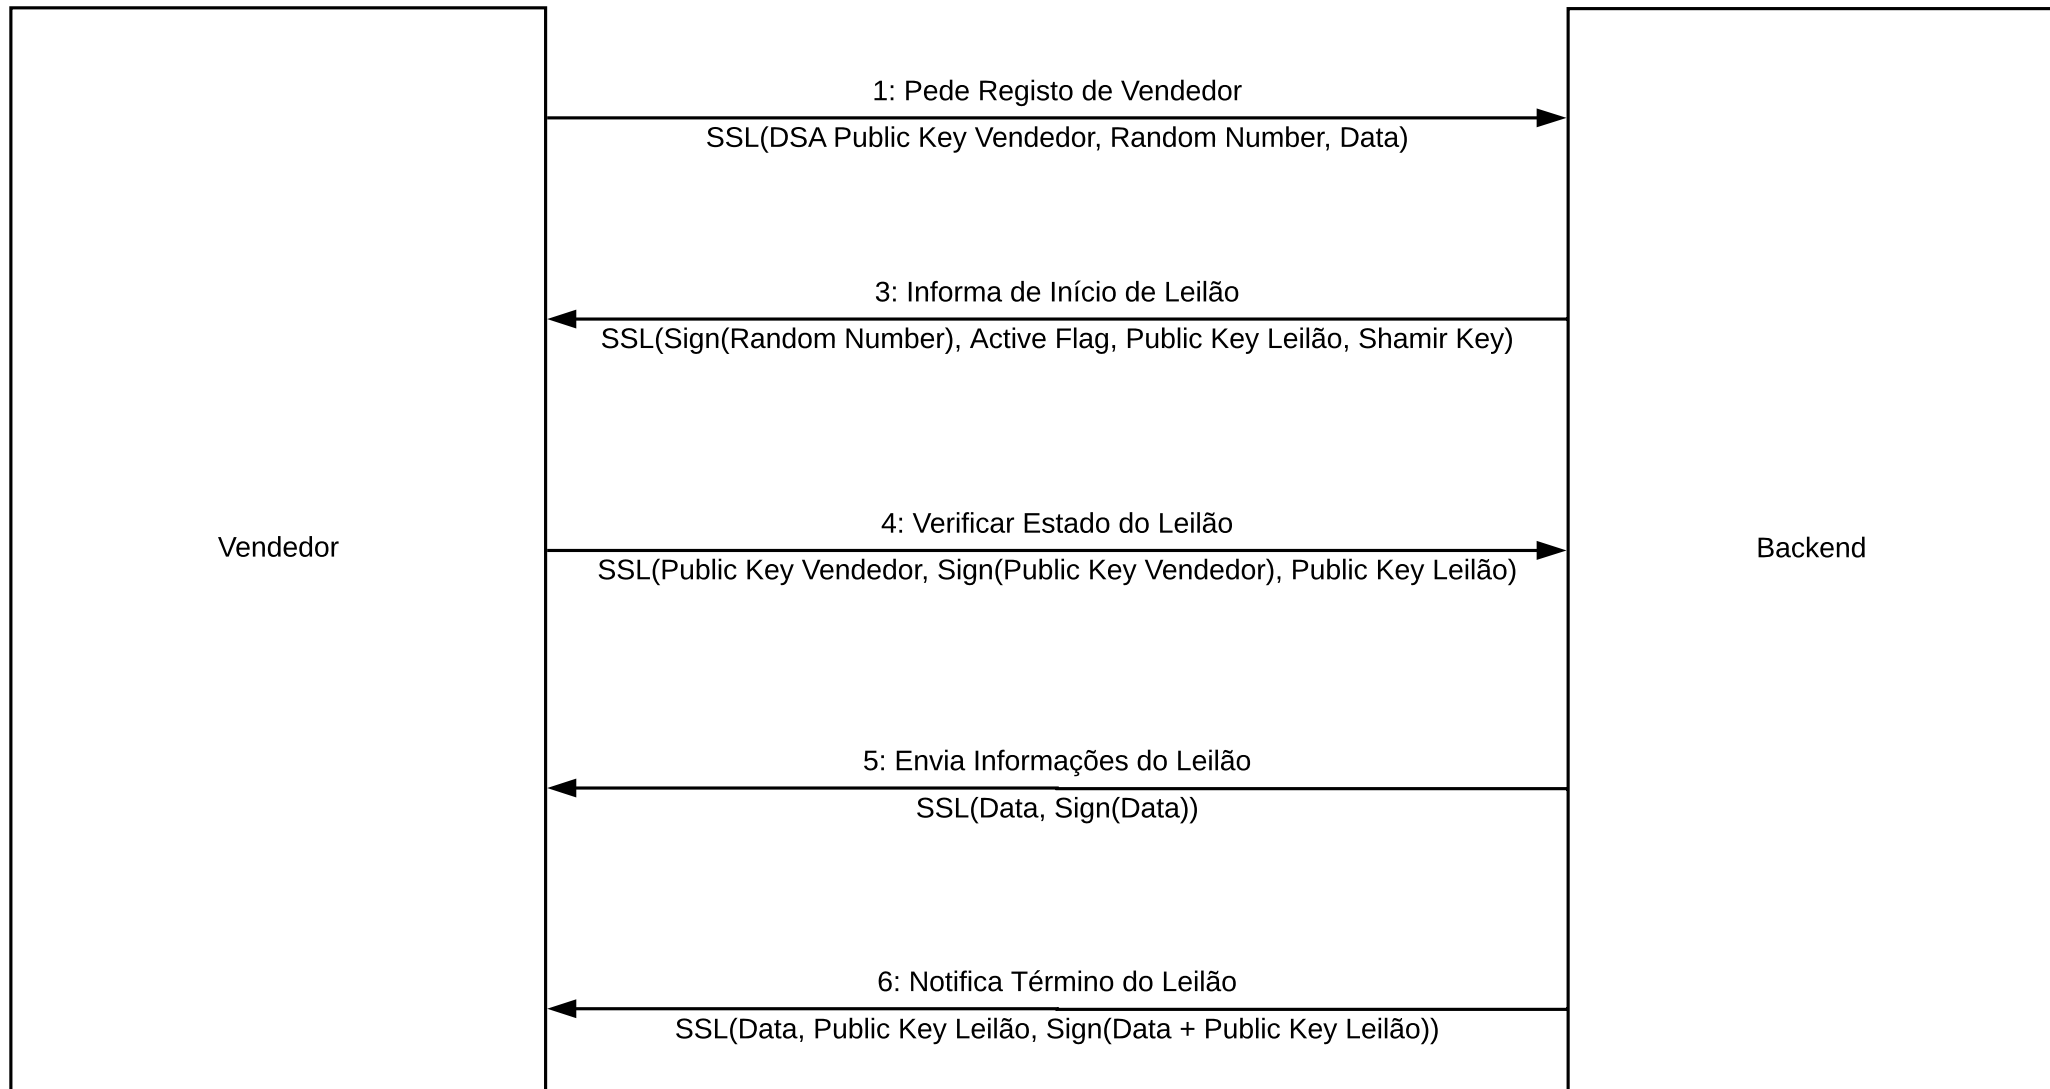 1: Pede Registo de Vendedor
SSL(DSA Public Key Vendedor, Random Number, Data)
3: Informa de Início de Leilão
SSL(Sign(Random Number), Active Flag, Public Key Leilão, Shamir Key)
4: Verificar Estado do Leilão
Vendedor
Backend
SSL(Public Key Vendedor, Sign(Public Key Vendedor), Public Key Leilão)
5: Envia Informações do Leilão
SSL(Data, Sign(Data))
6: Notifica Término do Leilão
SSL(Data, Public Key Leilão, Sign(Data + Public Key Leilão))